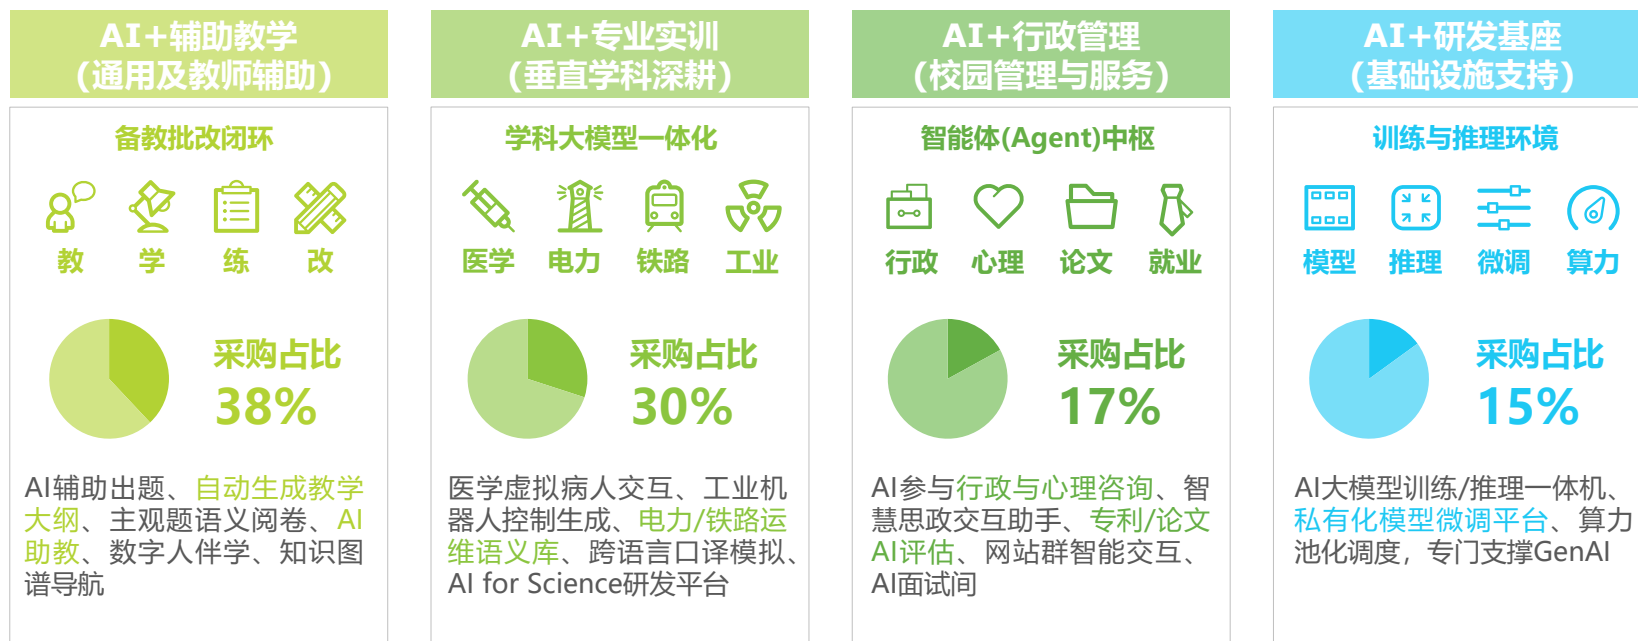 AI+辅助教学
(通用及教师辅助)
备教批改闭环
教
学
练
改
采购占比
38%
AI辅助出题、自动生成教学
大纲、主观题语义阅卷、AI
助教、数字人伴学、知识图
谱导航
AI+专业实训
(垂直学科深耕)
学科大模型一体化
医学
电力
铁路
工业
采购占比
30%
医学虚拟病人交互、工业机
器人控制生成、电力/铁路运
维语义库、跨语言口译模拟、
AI for Science研发平台
AI+行政管理
(校园管理与服务)
智能体(Agent)中枢
行政
心理
论文
就业
采购占比
17%
AI参与行政与心理咨询、智
慧思政交互助手、专利/论文
AI评估、网站群智能交互、
AI面试间
AI+研发基座
(基础设施支持)
训练与推理环境
模型
推理
微调
算力
采购占比
15%
AI大模型训练/推理一体机、
私有化模型微调平台、算力
池化调度，专门支撑GenAI